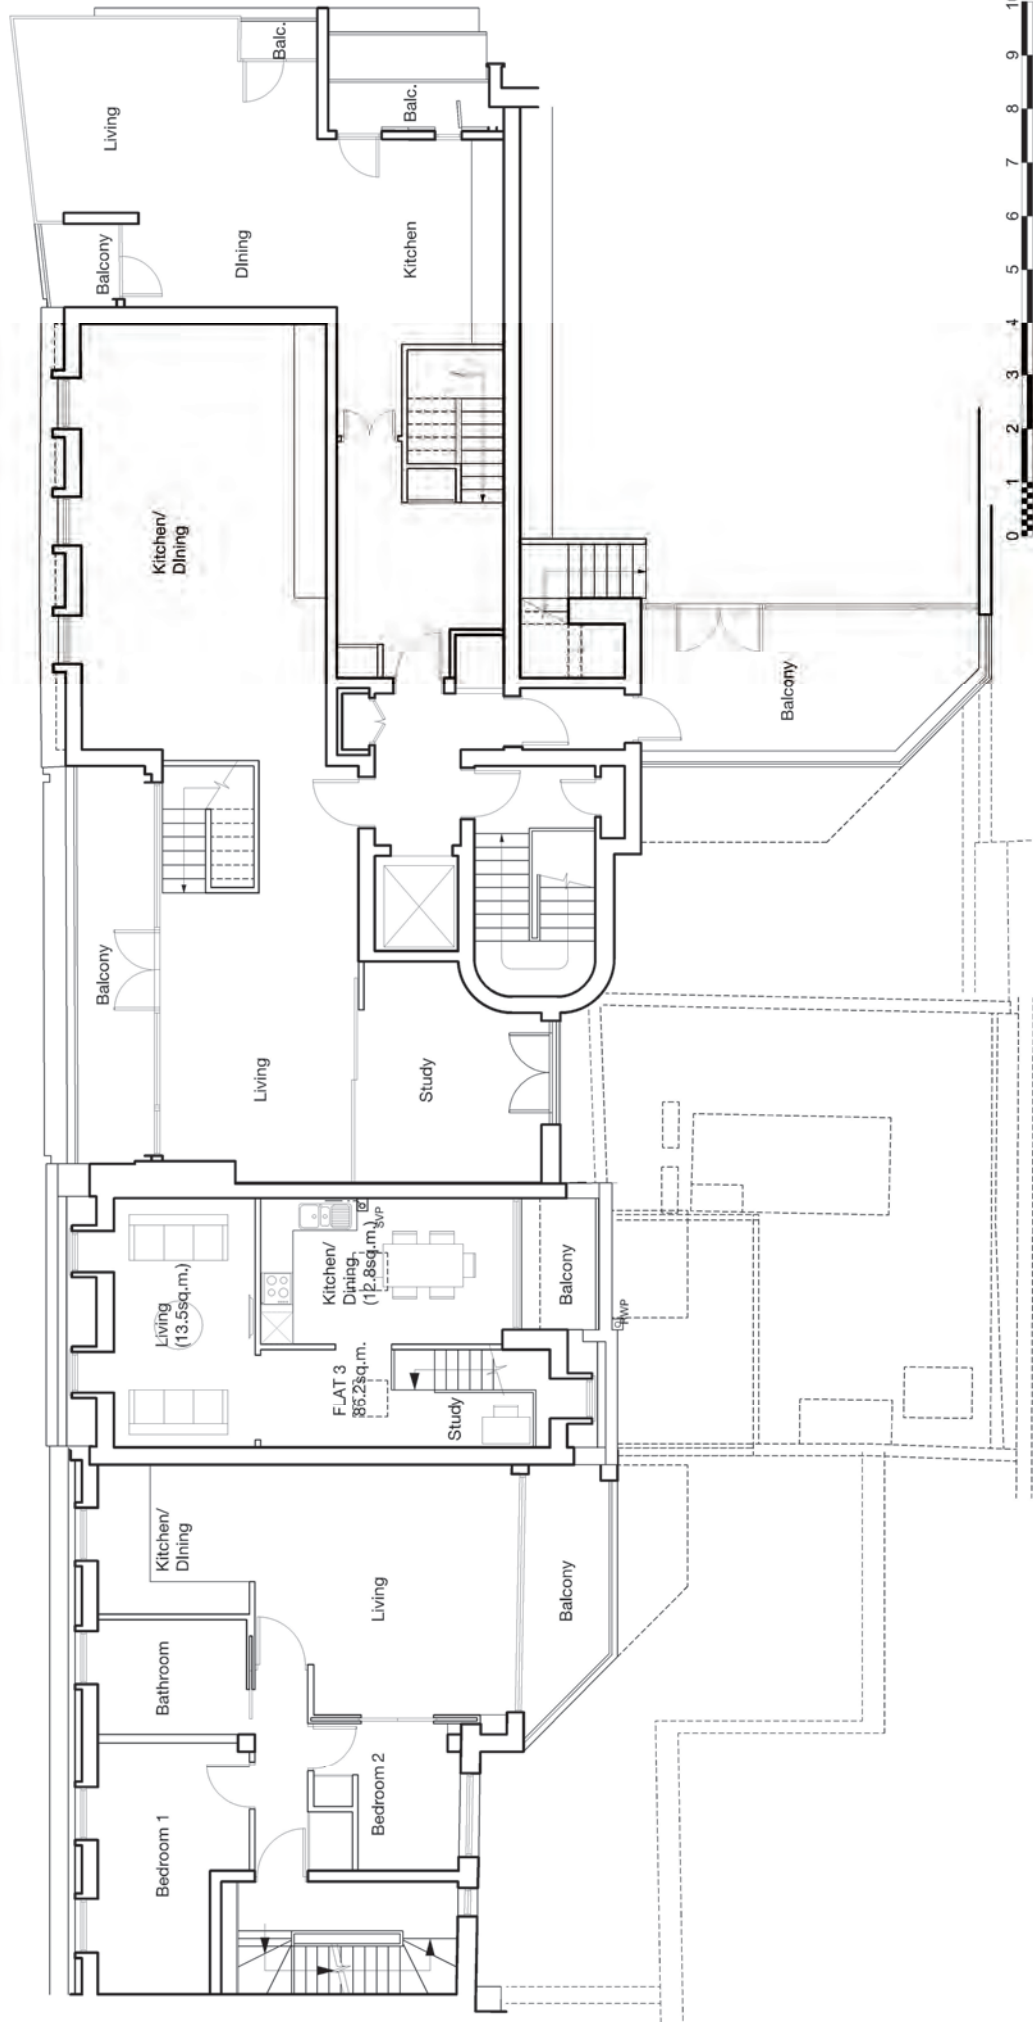 Living
Balc.
Balc.
Balcony
DIning
Kitchen
Kitchen/
DIning
Balcony
Balcony
Living
Study
Living
(13.5sq.m.)
Kitchen/
Dining
(12.8sq.m.)
SVP
Balcony
RWP
FLAT 3
86.2sq.m.
Study
Kitchen/
DIning
Living
Balcony
Bathroom
Bedroom 1
Bedroom 2
0 1 2 3 4 5 6 7 8 9